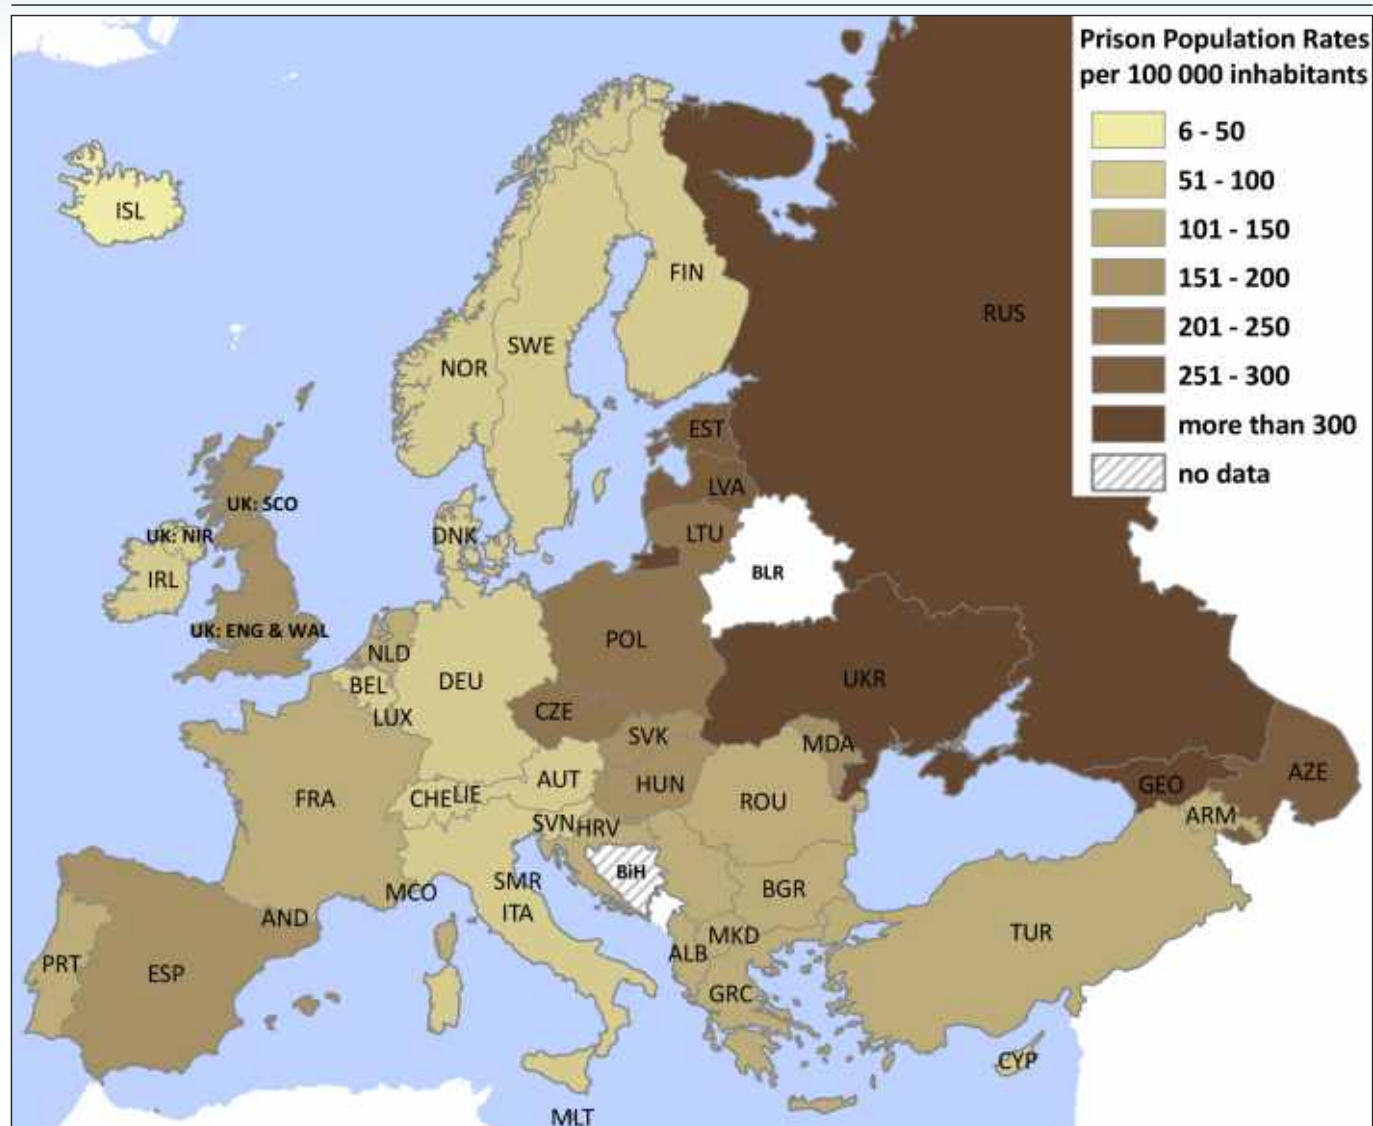 Prison Population Rates
per 100 000 inhabitants
6 - 50
51 - 100
101 - 150
151 - 200
201 - 250
251 - 300
more than 300
no data
ISL
FIN
RUS
SWE
NOR
EST
LVA
UK: SCO
LTU
DNK
UK: NIR
BLR
IRL
UK: ENG & WAL
POL
NLD
UKR
DEU
BEL
CZE
LUX
SVK
MDA
AZE
AUT
HUN
GEO
FRA
CHE
LIE
ROU
ARM
SVN
HRV
BiH
SMR
BGR
MCO
ITA
AND
TUR
MKD
ALB
PRT
ESP
GRC
CYP
MLT